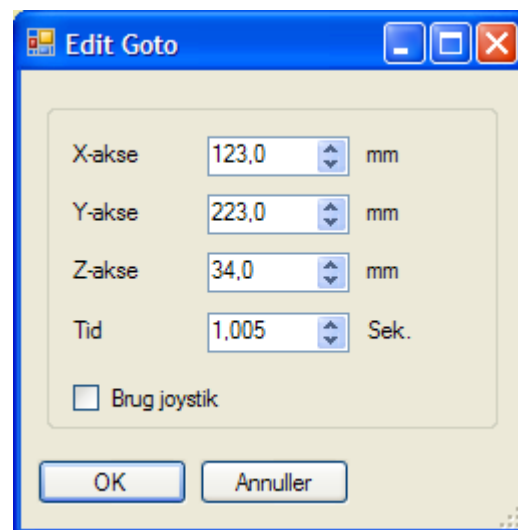 Edit Goto
X-akse 123,0 mm
Y-akse 223,0 mm
Z-akse 34,0 mm
Tid 1,005 Sek.
Brug joystik
OK Annuller